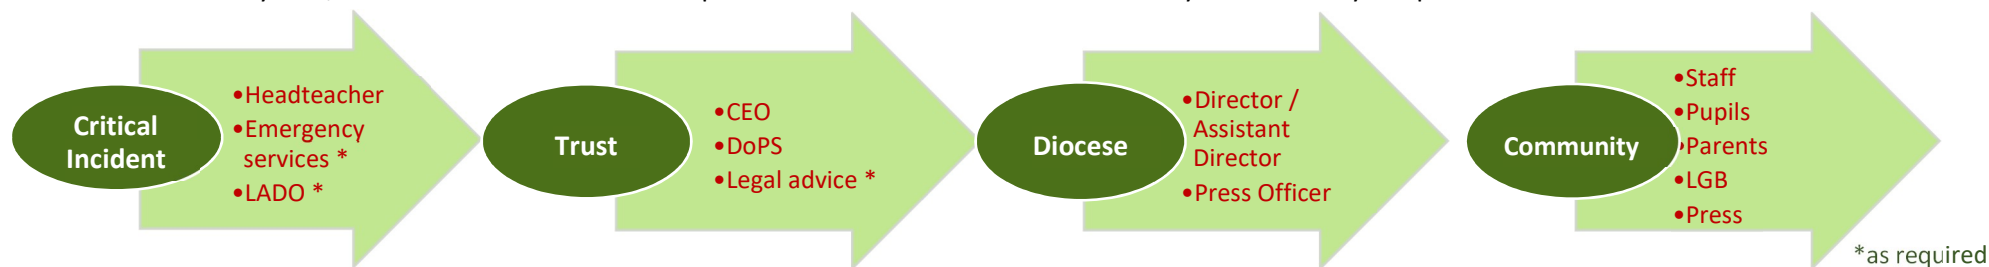 Critical
Incident
•Headteacher
•Emergency
services *
•LADO *
Trust
•CEO
•DoPS
•Legal advice *
Diocese
•Director /
Assistant
Director
•Press Officer
Community
•Staff
•Pupils
•Parents
•LGB
•Press
*as required